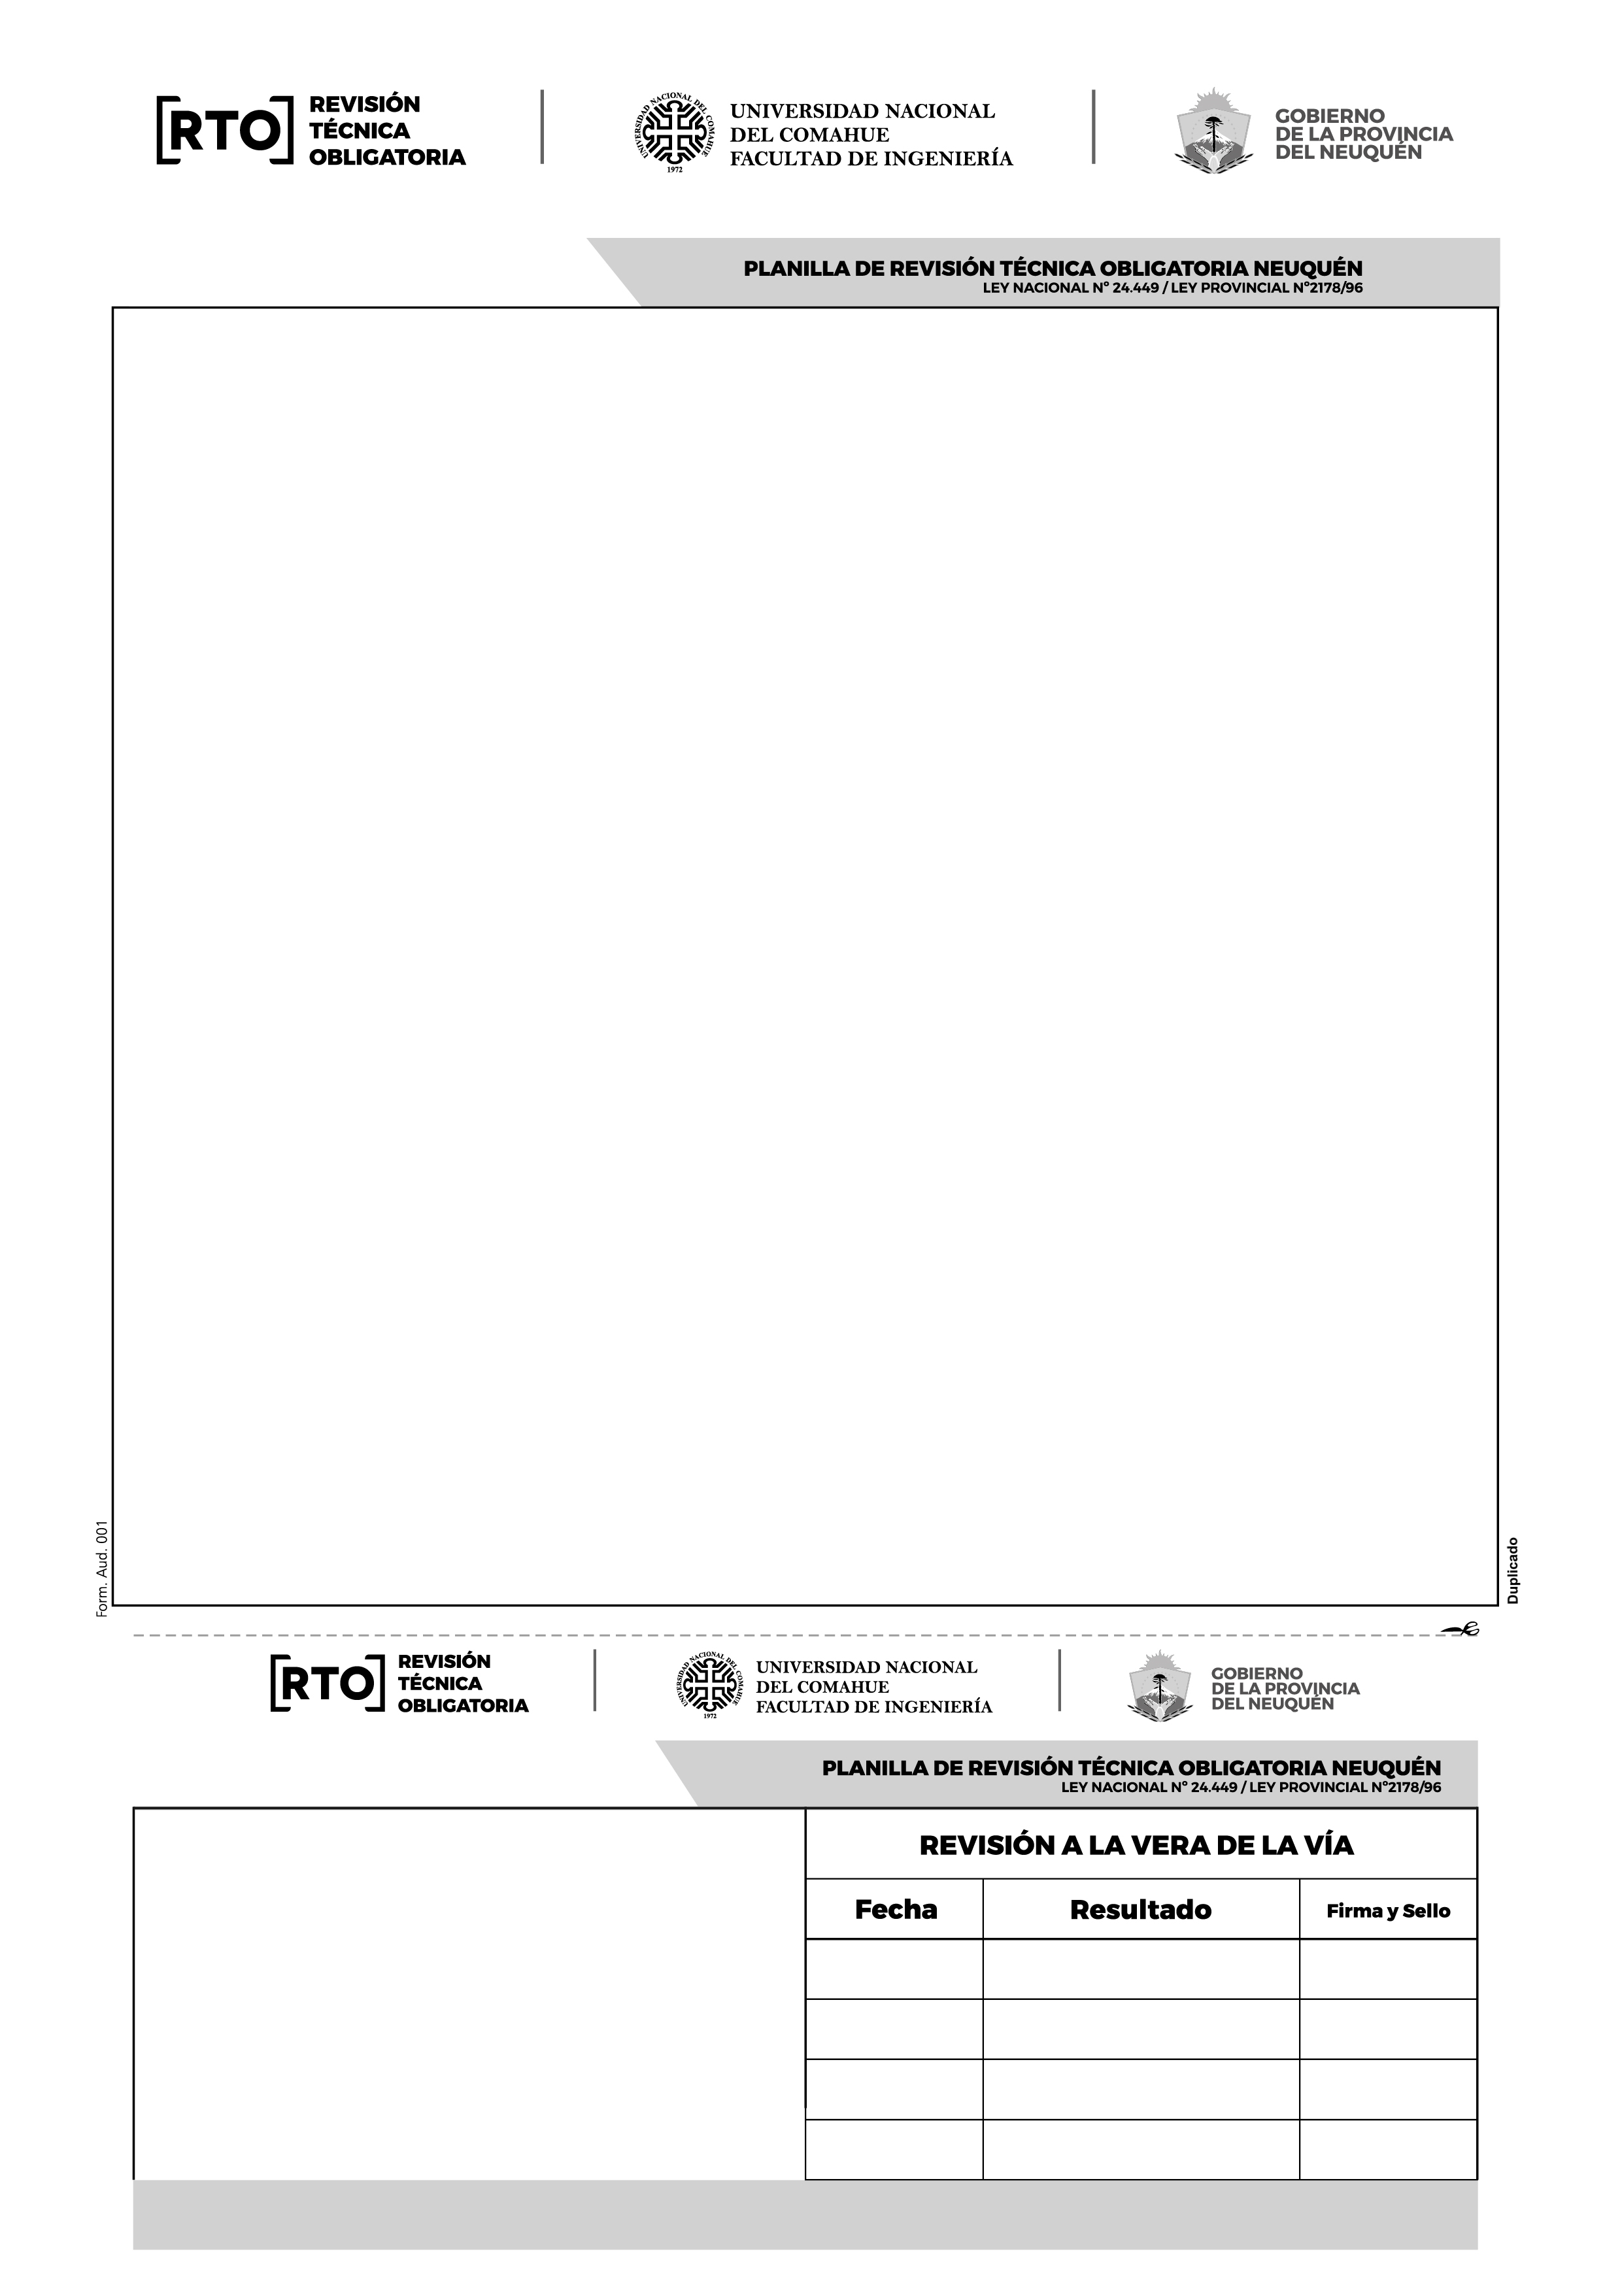 RTO
REVISIÓN
TÉCNICA
OBLIGATORIA
UNIVERSIDAD NACIONAL DEL COMAHUE
1972
UNIVERSIDAD NACIONAL
DEL COMAHUE
FACULTAD DE INGENIERÍA
GOBIERNO
DE LA PROVINCIA
DEL NEUQUÉN
PLANILLA DE REVISIÓN TÉCNICA OBLIGATORIA NEUQUÉN
LEY NACIONAL Nº 24.449 / LEY PROVINCIAL Nº2178/96
Form. Aud. 001
Duplicado
RTO
REVISIÓN
TÉCNICA
OBLIGATORIA
UNIVERSIDAD NACIONAL DEL COMAHUE
1972
UNIVERSIDAD NACIONAL
DEL COMAHUE
FACULTAD DE INGENIERÍA
GOBIERNO
DE LA PROVINCIA
DEL NEUQUÉN
PLANILLA DE REVISIÓN TÉCNICA OBLIGATORIA NEUQUÉN
LEY NACIONAL Nº 24.449 / LEY PROVINCIAL Nº2178/96
REVISIÓN A LA VERA DE LA VÍA
Fecha Resultado Firma y Sello